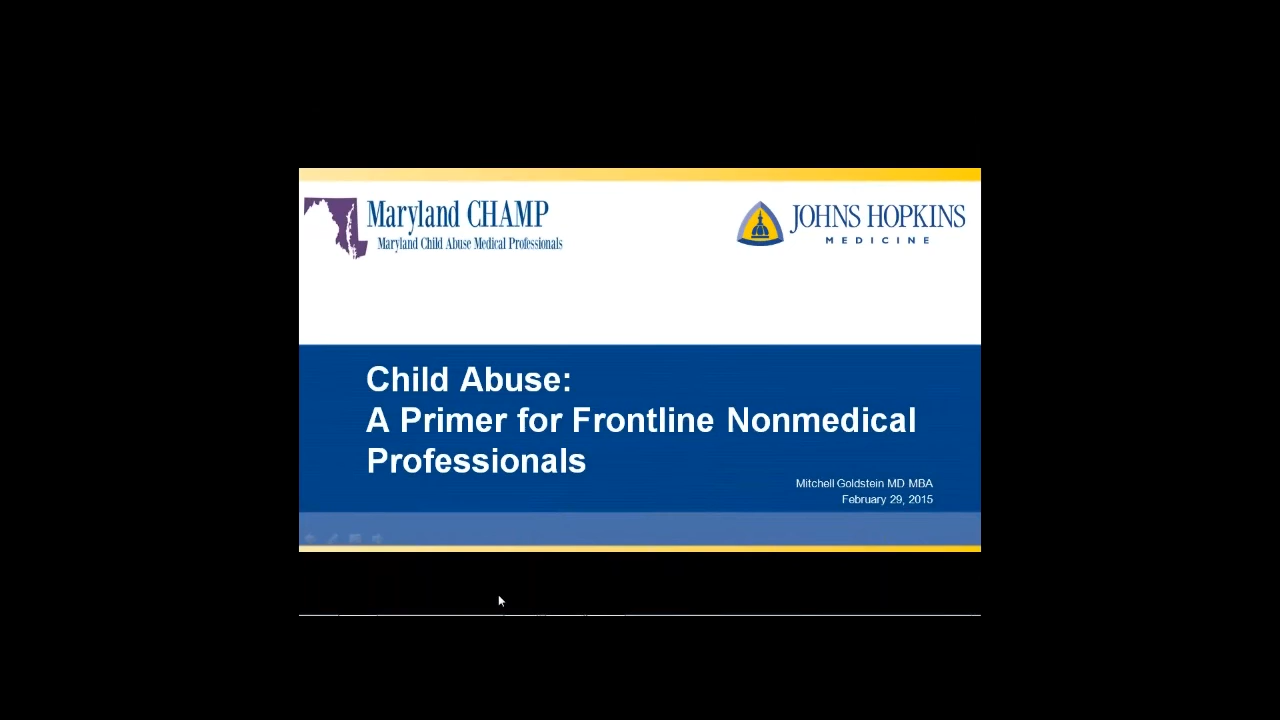 Maryland CHAMP
Maryland Child Abuse Medical Professionals
JOHNS HOPKINS
MEDICINE
Child Abuse:
A Primer for Frontline Nonmedical
Professionals
Mitchell Goldstein MD MBA
February 29, 2015